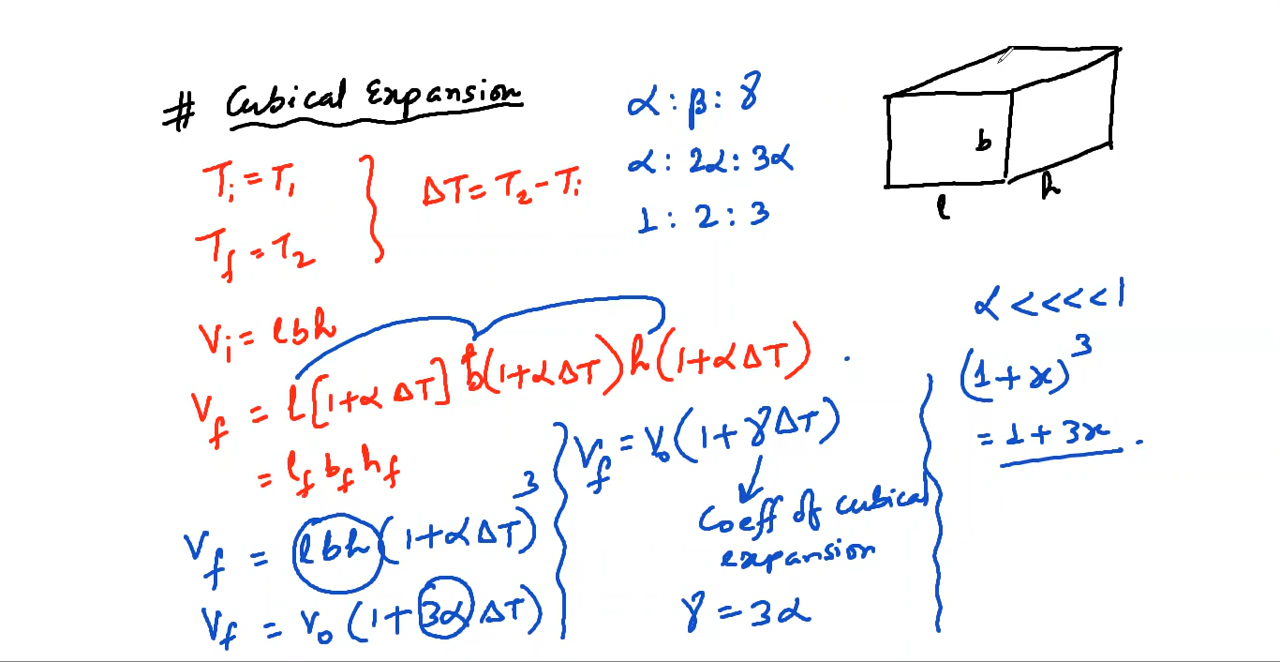 # Cubical Expansion
α : β : γ
α : 2α : 3α
1 : 2 : 3
Ti = T1
Tf = T2
ΔT = T2 - Ti
b
l
h
Vi = lbh
Vf = l[1+α ΔT] b(1+αΔT) h(1+αΔT) .
= lf bf hf
Vf = lbh (1+αΔT)³
Vf = V₀ (1+ 3α ΔT)
Vf = V₀ (1+ γΔT)
Coeff of cubical
expansion
γ = 3α
α <<<< 1
(1+x)³
= 1+3x .